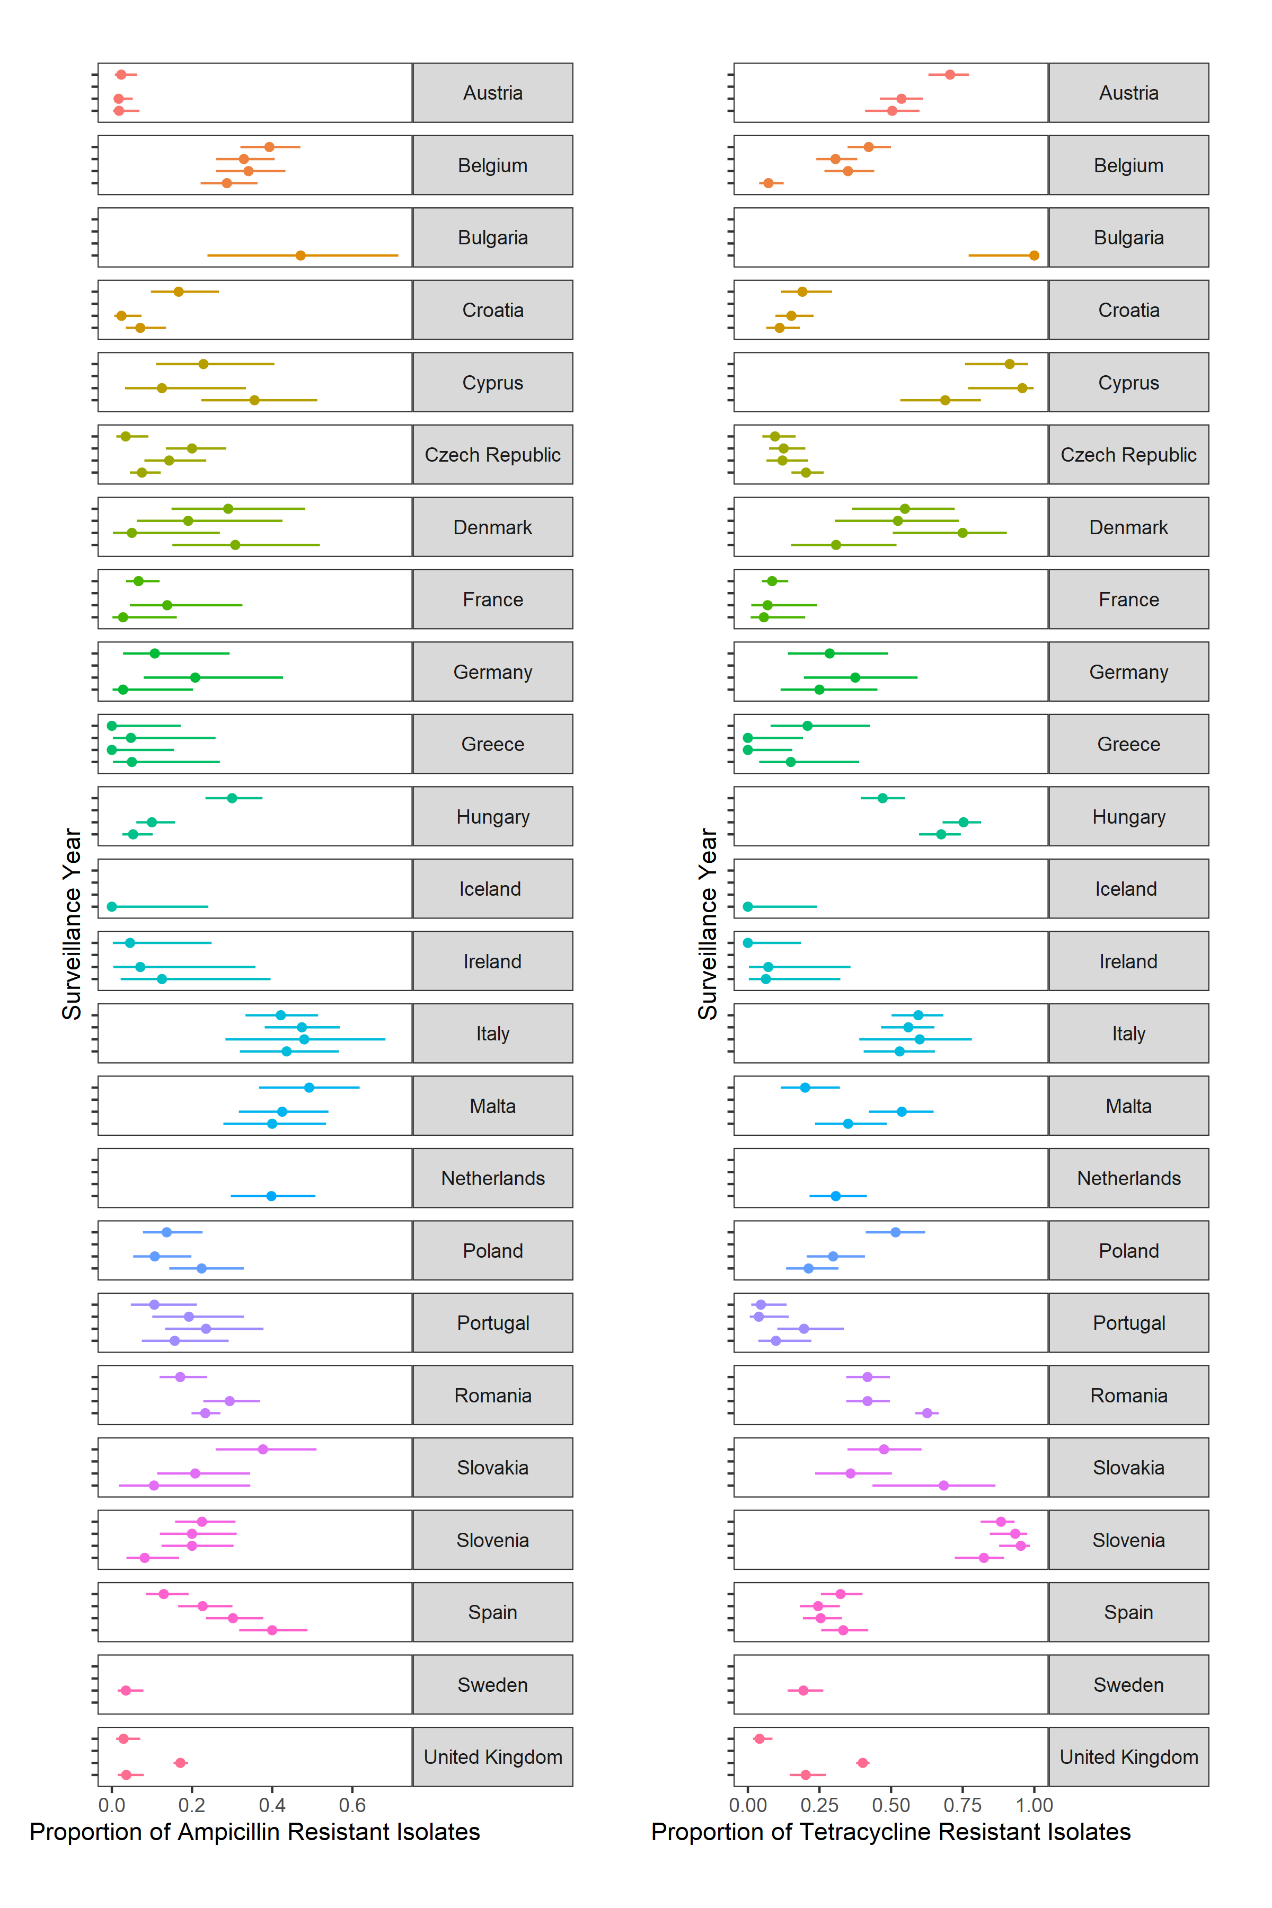 Surveillance Year
Austria
Belgium
Bulgaria
Croatia
Cyprus
Czech Republic
Denmark
France
Germany
Greece
Hungary
Iceland
Ireland
Italy
Malta
Netherlands
Poland
Portugal
Romania
Slovakia
Slovenia
Spain
Sweden
United Kingdom
0.0 0.2 0.4 0.6
Proportion of Ampicillin Resistant Isolates
Surveillance Year
Austria
Belgium
Bulgaria
Croatia
Cyprus
Czech Republic
Denmark
France
Germany
Greece
Hungary
Iceland
Ireland
Italy
Malta
Netherlands
Poland
Portugal
Romania
Slovakia
Slovenia
Spain
Sweden
United Kingdom
0.00 0.25 0.50 0.75 1.00
Proportion of Tetracycline Resistant Isolates